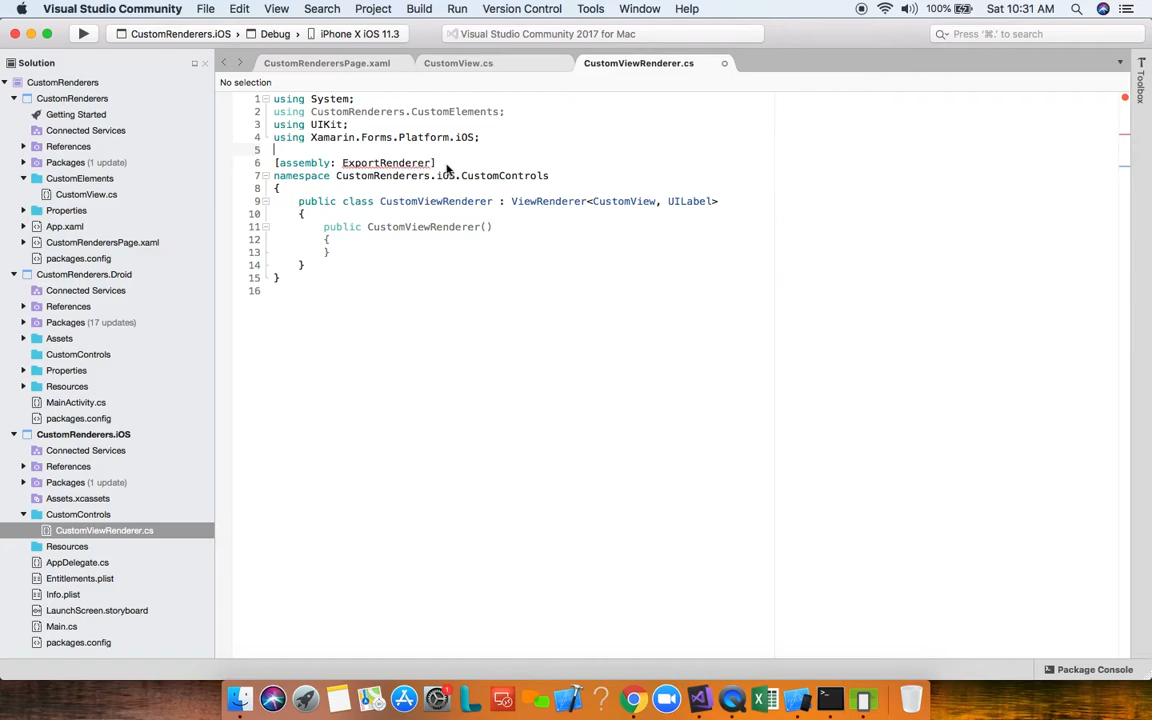 Visual Studio Community File Edit View Search Project Build Run Version Control Tools Window Help 100% Sat 10:31 AM
CustomRenderers.iOS > Debug > iPhone X iOS 11.3 Visual Studio Community 2017 for Mac Press '⌘.' to search
Solution CustomRenderersPage.xaml CustomView.cs CustomViewRenderer.cs
No selection
Toolbox
CustomRenderers
CustomRenderers
Getting Started
Connected Services
References
Packages (1 update)
CustomElements
CustomView.cs
Properties
App.xaml
CustomRenderersPage.xaml
packages.config
CustomRenderers.Droid
Connected Services
References
Packages (17 updates)
Assets
CustomControls
Properties
Resources
MainActivity.cs
packages.config
CustomRenderers.iOS
Connected Services
References
Packages (1 update)
Assets.xcassets
CustomControls
CustomViewRenderer.cs
Resources
AppDelegate.cs
Entitlements.plist
Info.plist
LaunchScreen.storyboard
Main.cs
packages.config
1 using System;
2 using CustomRenderers.CustomElements;
3 using UIKit;
4 using Xamarin.Forms.Platform.iOS;
5
6 [assembly: ExportRenderer]
7 namespace CustomRenderers.iOS.CustomControls
8 {
9 public class CustomViewRenderer : ViewRenderer<CustomView, UILabel>
10 {
11 public CustomViewRenderer()
12 {
13 }
14 }
15 }
16
Package Console